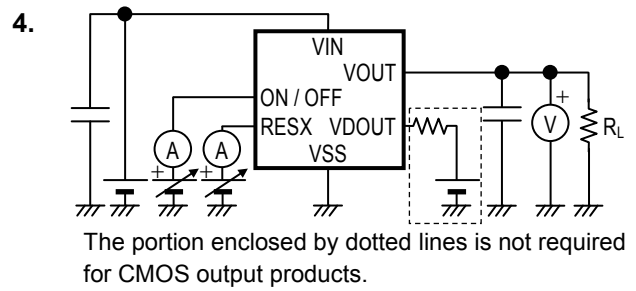 4.
VIN
VOUT
ON / OFF
RESX VDOUT
VSS
A
A
+
+
+
V
RL
The portion enclosed by dotted lines is not required
for CMOS output products.